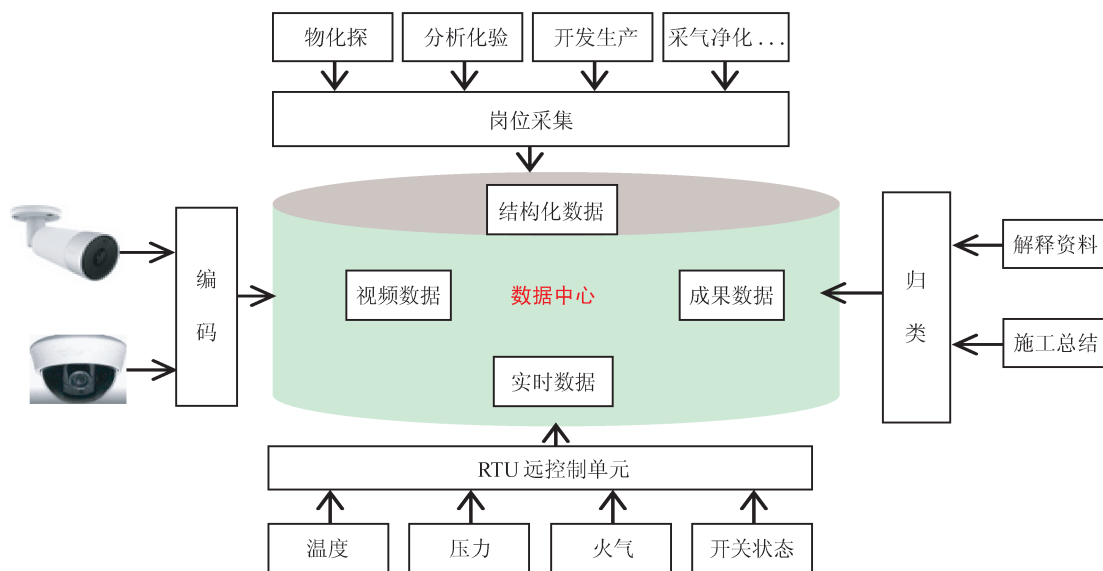 物化探
分析化验
开发生产
采气净化...
岗位采集
结构化数据
编
码
视频数据
数据中心
成果数据
归
类
解释资料
施工总结
实时数据
RTU 远控制单元
温度
压力
火气
开关状态